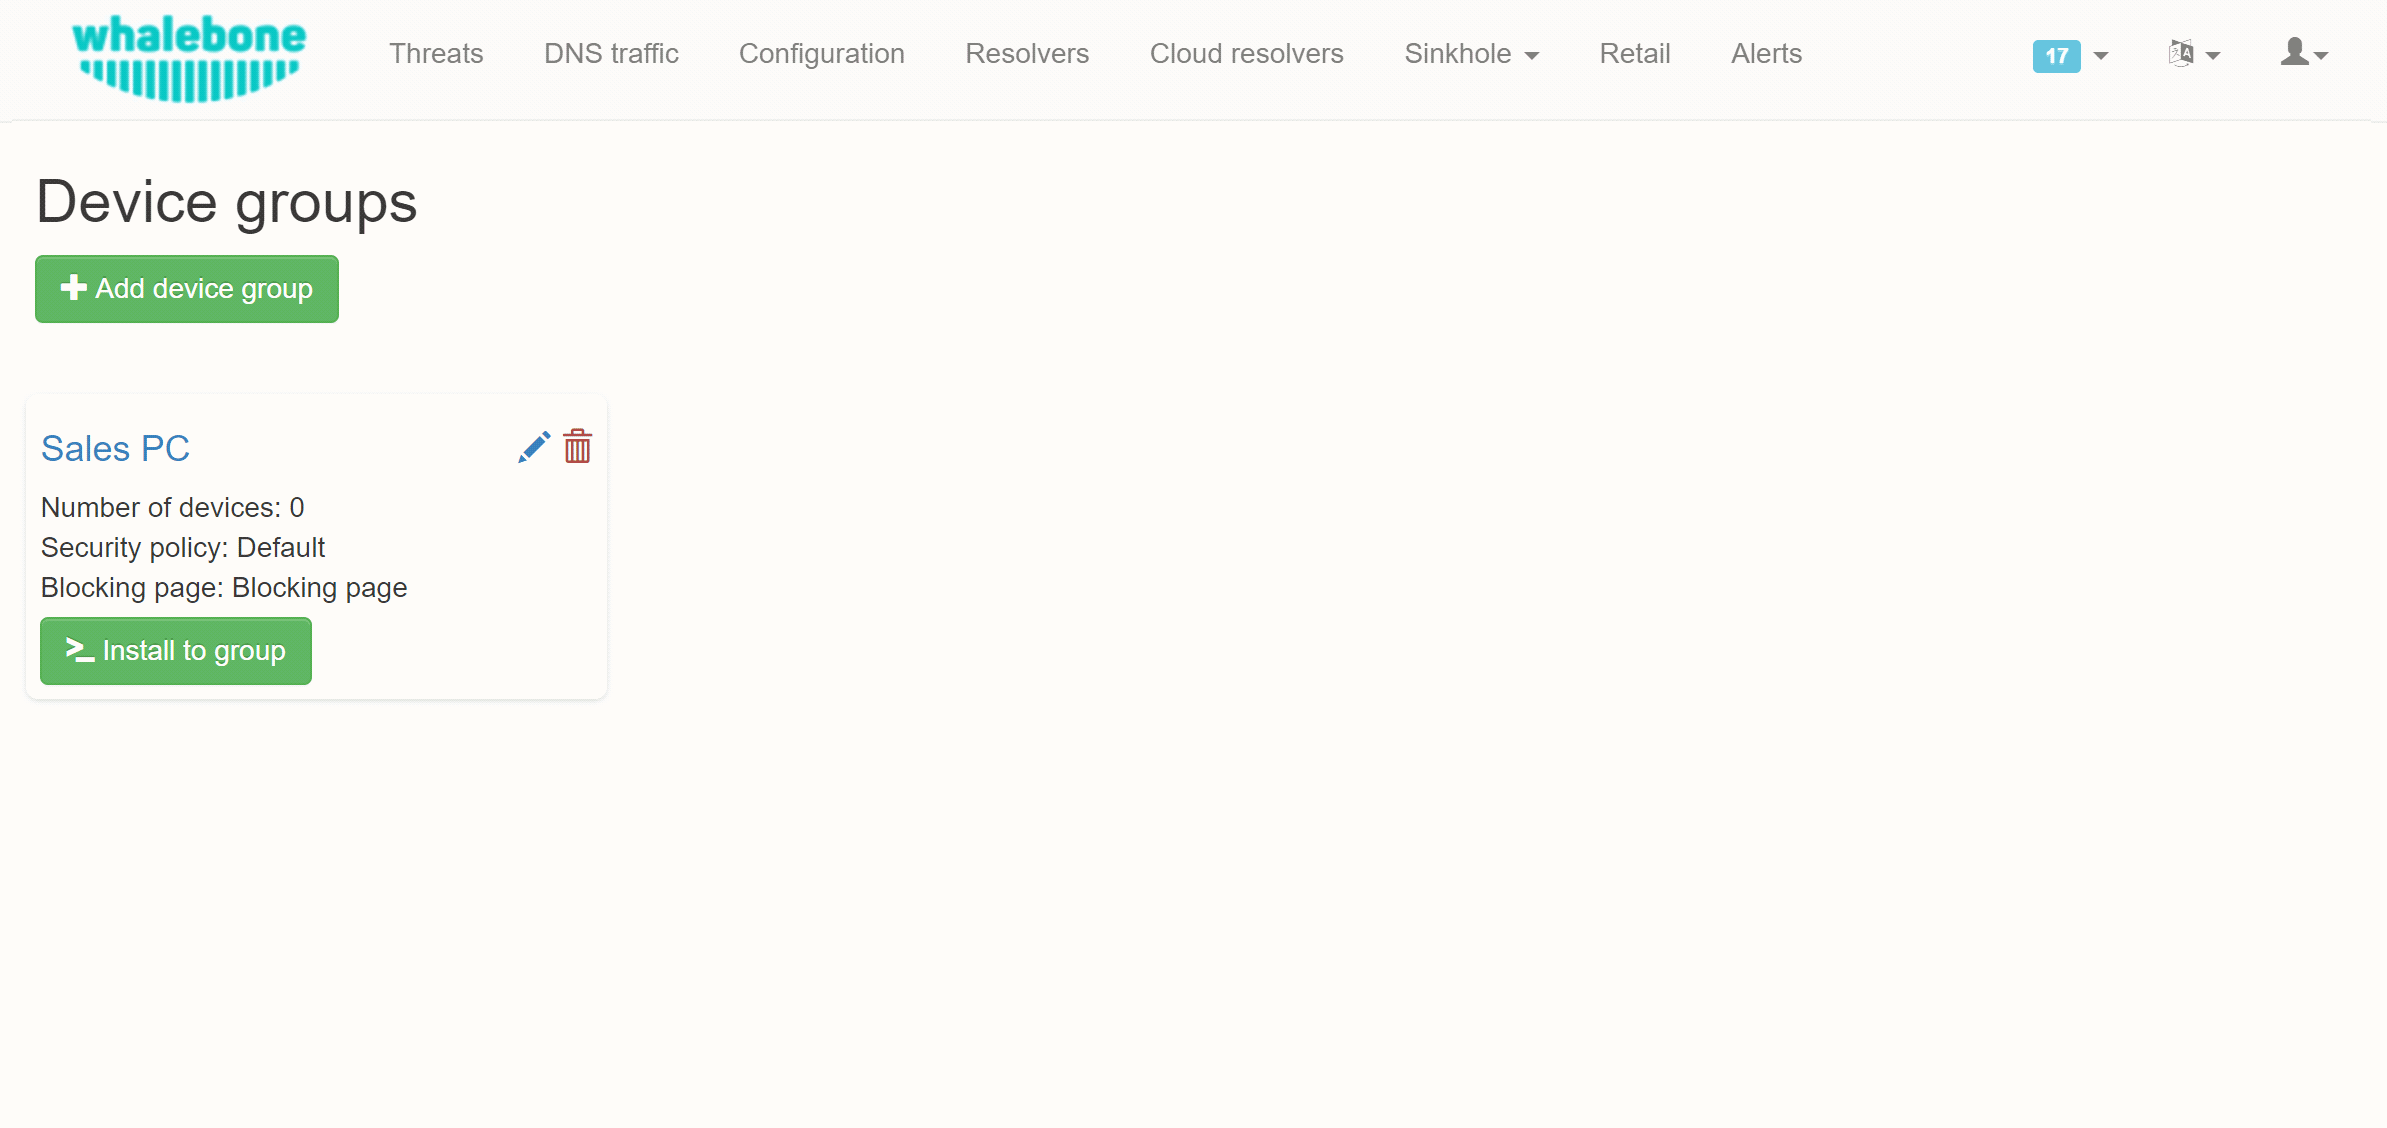 whalebone
Threats DNS traffic Configuration Resolvers Cloud resolvers Sinkhole Retail Alerts 17
Device groups
Add device group
Sales PC
Number of devices: 0
Security policy: Default
Blocking page: Blocking page
Install to group